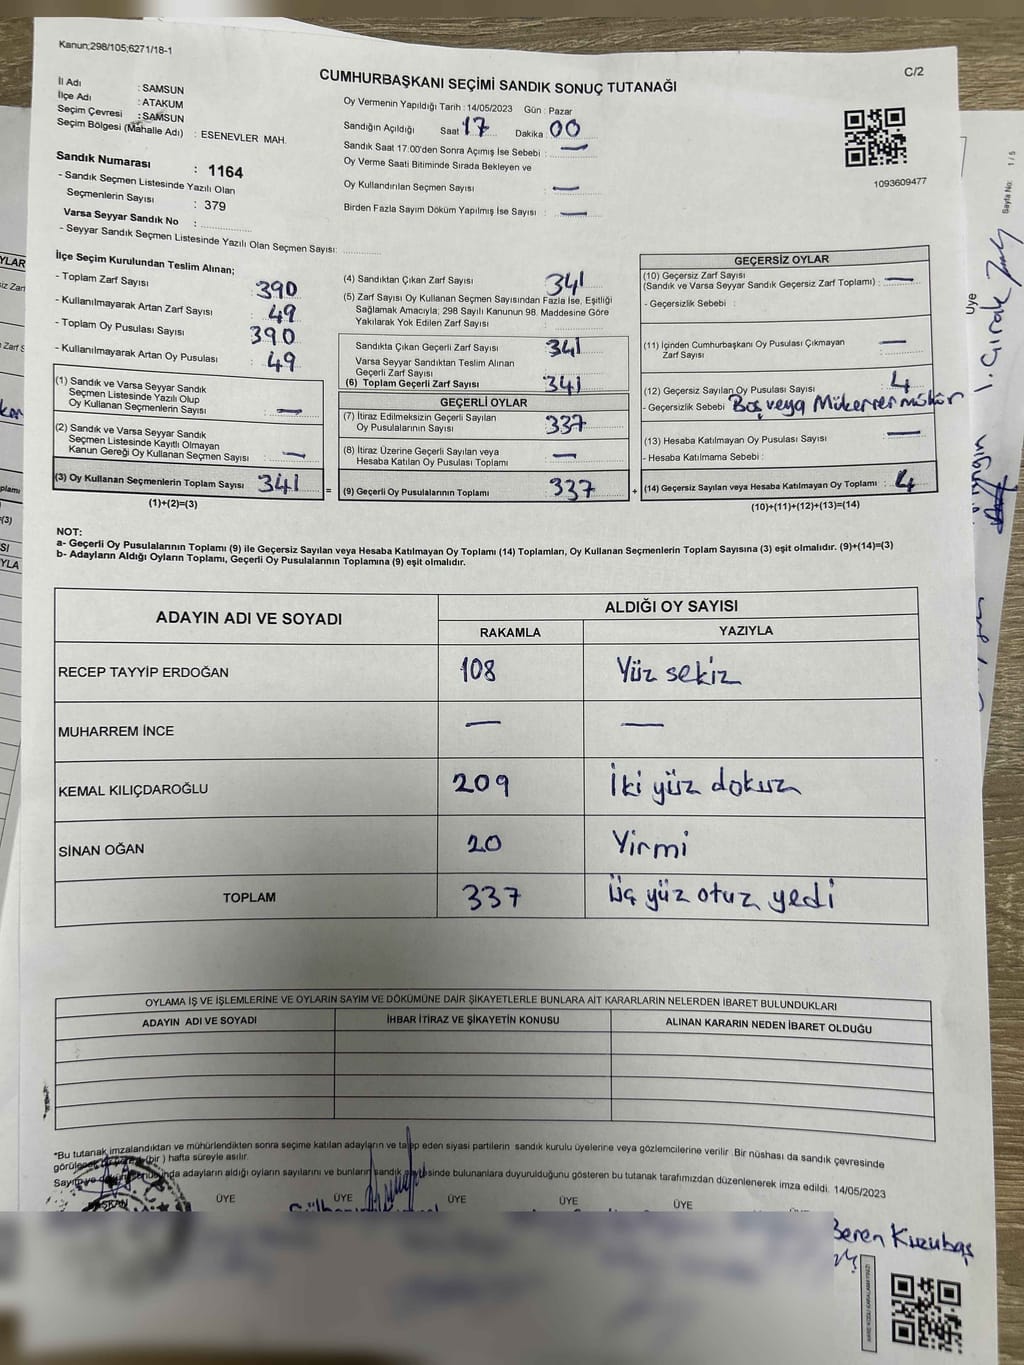 Kanun;298/105;6271/18-1
C/2
CUMHURBAŞKANI SEÇİMİ SANDIK SONUÇ TUTANAĞI
İl Adı : SAMSUN
İlçe Adı : ATAKUM
Seçim Çevresi : SAMSUN
Seçim Bölgesi (Mahalle Adı) : ESENEVLER MAH.
Sandık Numarası : 1164
- Sandık Seçmen Listesinde Yazılı Olan
Seçmenlerin Sayısı : 379
Varsa Seyyar Sandık No :
- Seyyar Sandık Seçmen Listesinde Yazılı Olan Seçmen Sayısı:
Oy Vermenin Yapıldığı Tarih : 14/05/2023 Gün : Pazar
Sandığın Açıldığı Saat 17 Dakika 00
Sandık Saat 17:00'den Sonra Açımış İse Sebebi : —
Oy Verme Saati Bitiminde Sırada Bekleyen ve
Oy Kullandırılan Seçmen Sayısı : —
Birden Fazla Sayım Döküm Yapılmış İse Sayısı : —
1093609477
İlçe Seçim Kurulundan Teslim Alınan;
- Toplam Zarf Sayısı : 390
- Kullanılmayarak Artan Zarf Sayısı : 49
- Toplam Oy Pusulası Sayısı : 390
- Kullanılmayarak Artan Oy Pusulası : 49
(1) Sandık ve Varsa Seyyar Sandık
Seçmen Listesinde Yazılı Olup
Oy Kullanan Seçmenlerin Sayısı : —
(2) Sandık ve Varsa Seyyar Sandık
Seçmen Listesinde Kayıtlı Olmayan
Kanun Gereği Oy Kullanan Seçmen Sayısı : —
(3) Oy Kullanan Seçmenlerin Toplam Sayısı : 341
(1)+(2)=(3)
(4) Sandıktan Çıkan Zarf Sayısı : 341
(5) Zarf Sayısı Oy Kullanan Seçmen Sayısından Fazla İse, Eşitliği
Sağlamak Amacıyla, 298 Sayılı Kanunun 98. Maddesine Göre
Yakılarak Yok Edilen Zarf Sayısı :
Sandıkta Çıkan Geçerli Zarf Sayısı : 341
Varsa Seyyar Sandıktan Teslim Alınan
Geçerli Zarf Sayısı :
(6) Toplam Geçerli Zarf Sayısı : 341
GEÇERLİ OYLAR
(7) İtiraz Edilmeksizin Geçerli Sayılan
Oy Pusulalarının Sayısı : 337
(8) İtiraz Üzerine Geçerli Sayılan veya
Hesaba Katılan Oy Pusulası Toplamı : —
= (9) Geçerli Oy Pusulalarının Toplamı : 337
GEÇERSİZ OYLAR
(10) Geçersiz Zarf Sayısı
(Sandık ve Varsa Seyyar Sandık Geçersiz Zarf Toplamı) : —
- Geçersizlik Sebebi :
(11) İçinden Cumhurbaşkanı Oy Pusulası Çıkmayan
Zarf Sayısı : —
(12) Geçersiz Sayılan Oy Pusulası Sayısı : 4
- Geçersizlik Sebebi : Boş veya Mükerrer mühür
(13) Hesaba Katılmayan Oy Pusulası Sayısı : —
- Hesaba Katılmama Sebebi :
+ (14) Geçersiz Sayılan veya Hesaba Katılmayan Oy Toplamı : 4
(10)+(11)+(12)+(13)=(14)
NOT:
a- Geçerli Oy Pusulalarının Toplamı (9) ile Geçersiz Sayılan veya Hesaba Katılmayan Oy Toplamı (14) Toplamları, Oy Kullanan Seçmenlerin Toplam Sayısına (3) eşit olmalıdır. (9)+(14)=(3)
b- Adayların Aldığı Oyların Toplamı, Geçerli Oy Pusulalarının Toplamına (9) eşit olmalıdır.
ADAYIN ADI VE SOYADI
ALDIĞI OY SAYISI
RAKAMLA YAZIYLA
RECEP TAYYİP ERDOĞAN 108 Yüz sekiz
MUHARREM İNCE — —
KEMAL KILIÇDAROĞLU 209 İki yüz dokuz
SİNAN OĞAN 20 Yirmi
TOPLAM 337 Üç yüz otuz yedi
OYLAMA İŞ VE İŞLEMLERİNE VE OYLARIN SAYIM VE DÖKÜMÜNE DAİR ŞİKAYETLERLE BUNLARA AİT KARARLARIN NELERDEN İBARET BULUNDUKLARI
ADAYIN ADI VE SOYADI İHBAR İTİRAZ VE ŞİKAYETİN KONUSU ALINAN KARARIN NEDEN İBARET OLDUĞU
*Bu tutanak imzalandıktan ve mühürlendikten sonra seçime katılan adayların ve talep eden siyasi partilerin sandık kurulu üyelerine veya gözlemcilerine verilir. Bir nüshası da sandık çevresinde
(bir) hafta süreyle asılır.
adayların aldığı oyların sayılarını ve bunların sandık bulunanlara duyurulduğunu gösteren bu tutanak tarafımızdan düzenlenerek imza edildi. 14/05/2023
BAŞKAN ÜYE ÜYE ÜYE ÜYE ÜYE
Beren Kuzubaş
Sayfa No: 1 / 5
Üye